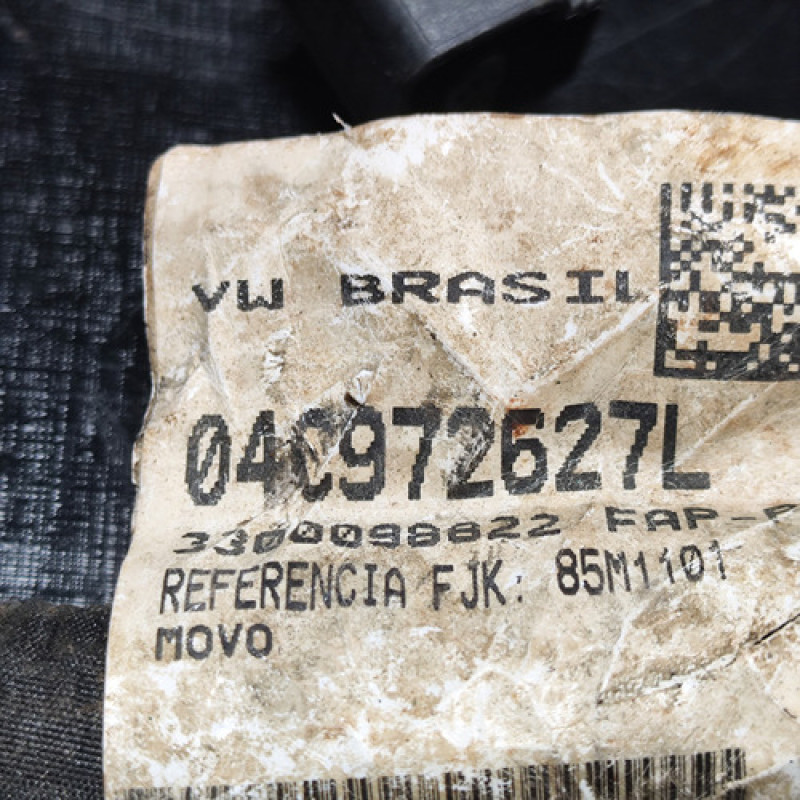 VW BRASIL
04C972627L
3300098822 FAP-
REFERENCIA FJK: 85M1101
MOVO